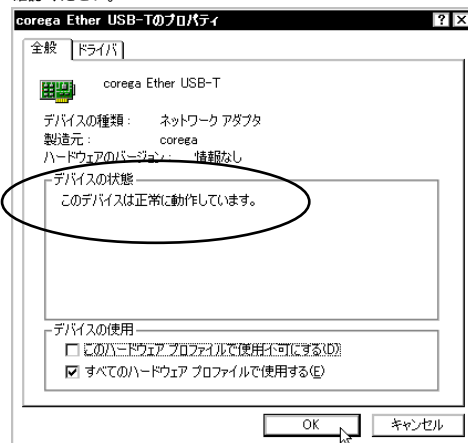 corega Ether USB-Tのプロパティ
全般 ドライバ
corega Ether USB-T
デバイスの種類： ネットワーク アダプタ
製造元： corega
ハードウェアのバージョン： 情報なし
デバイスの状態
このデバイスは正常に動作しています。
デバイスの使用
このハードウェア プロファイルで使用不可にする(D)
すべてのハードウェア プロファイルで使用する(E)
OK キャンセル